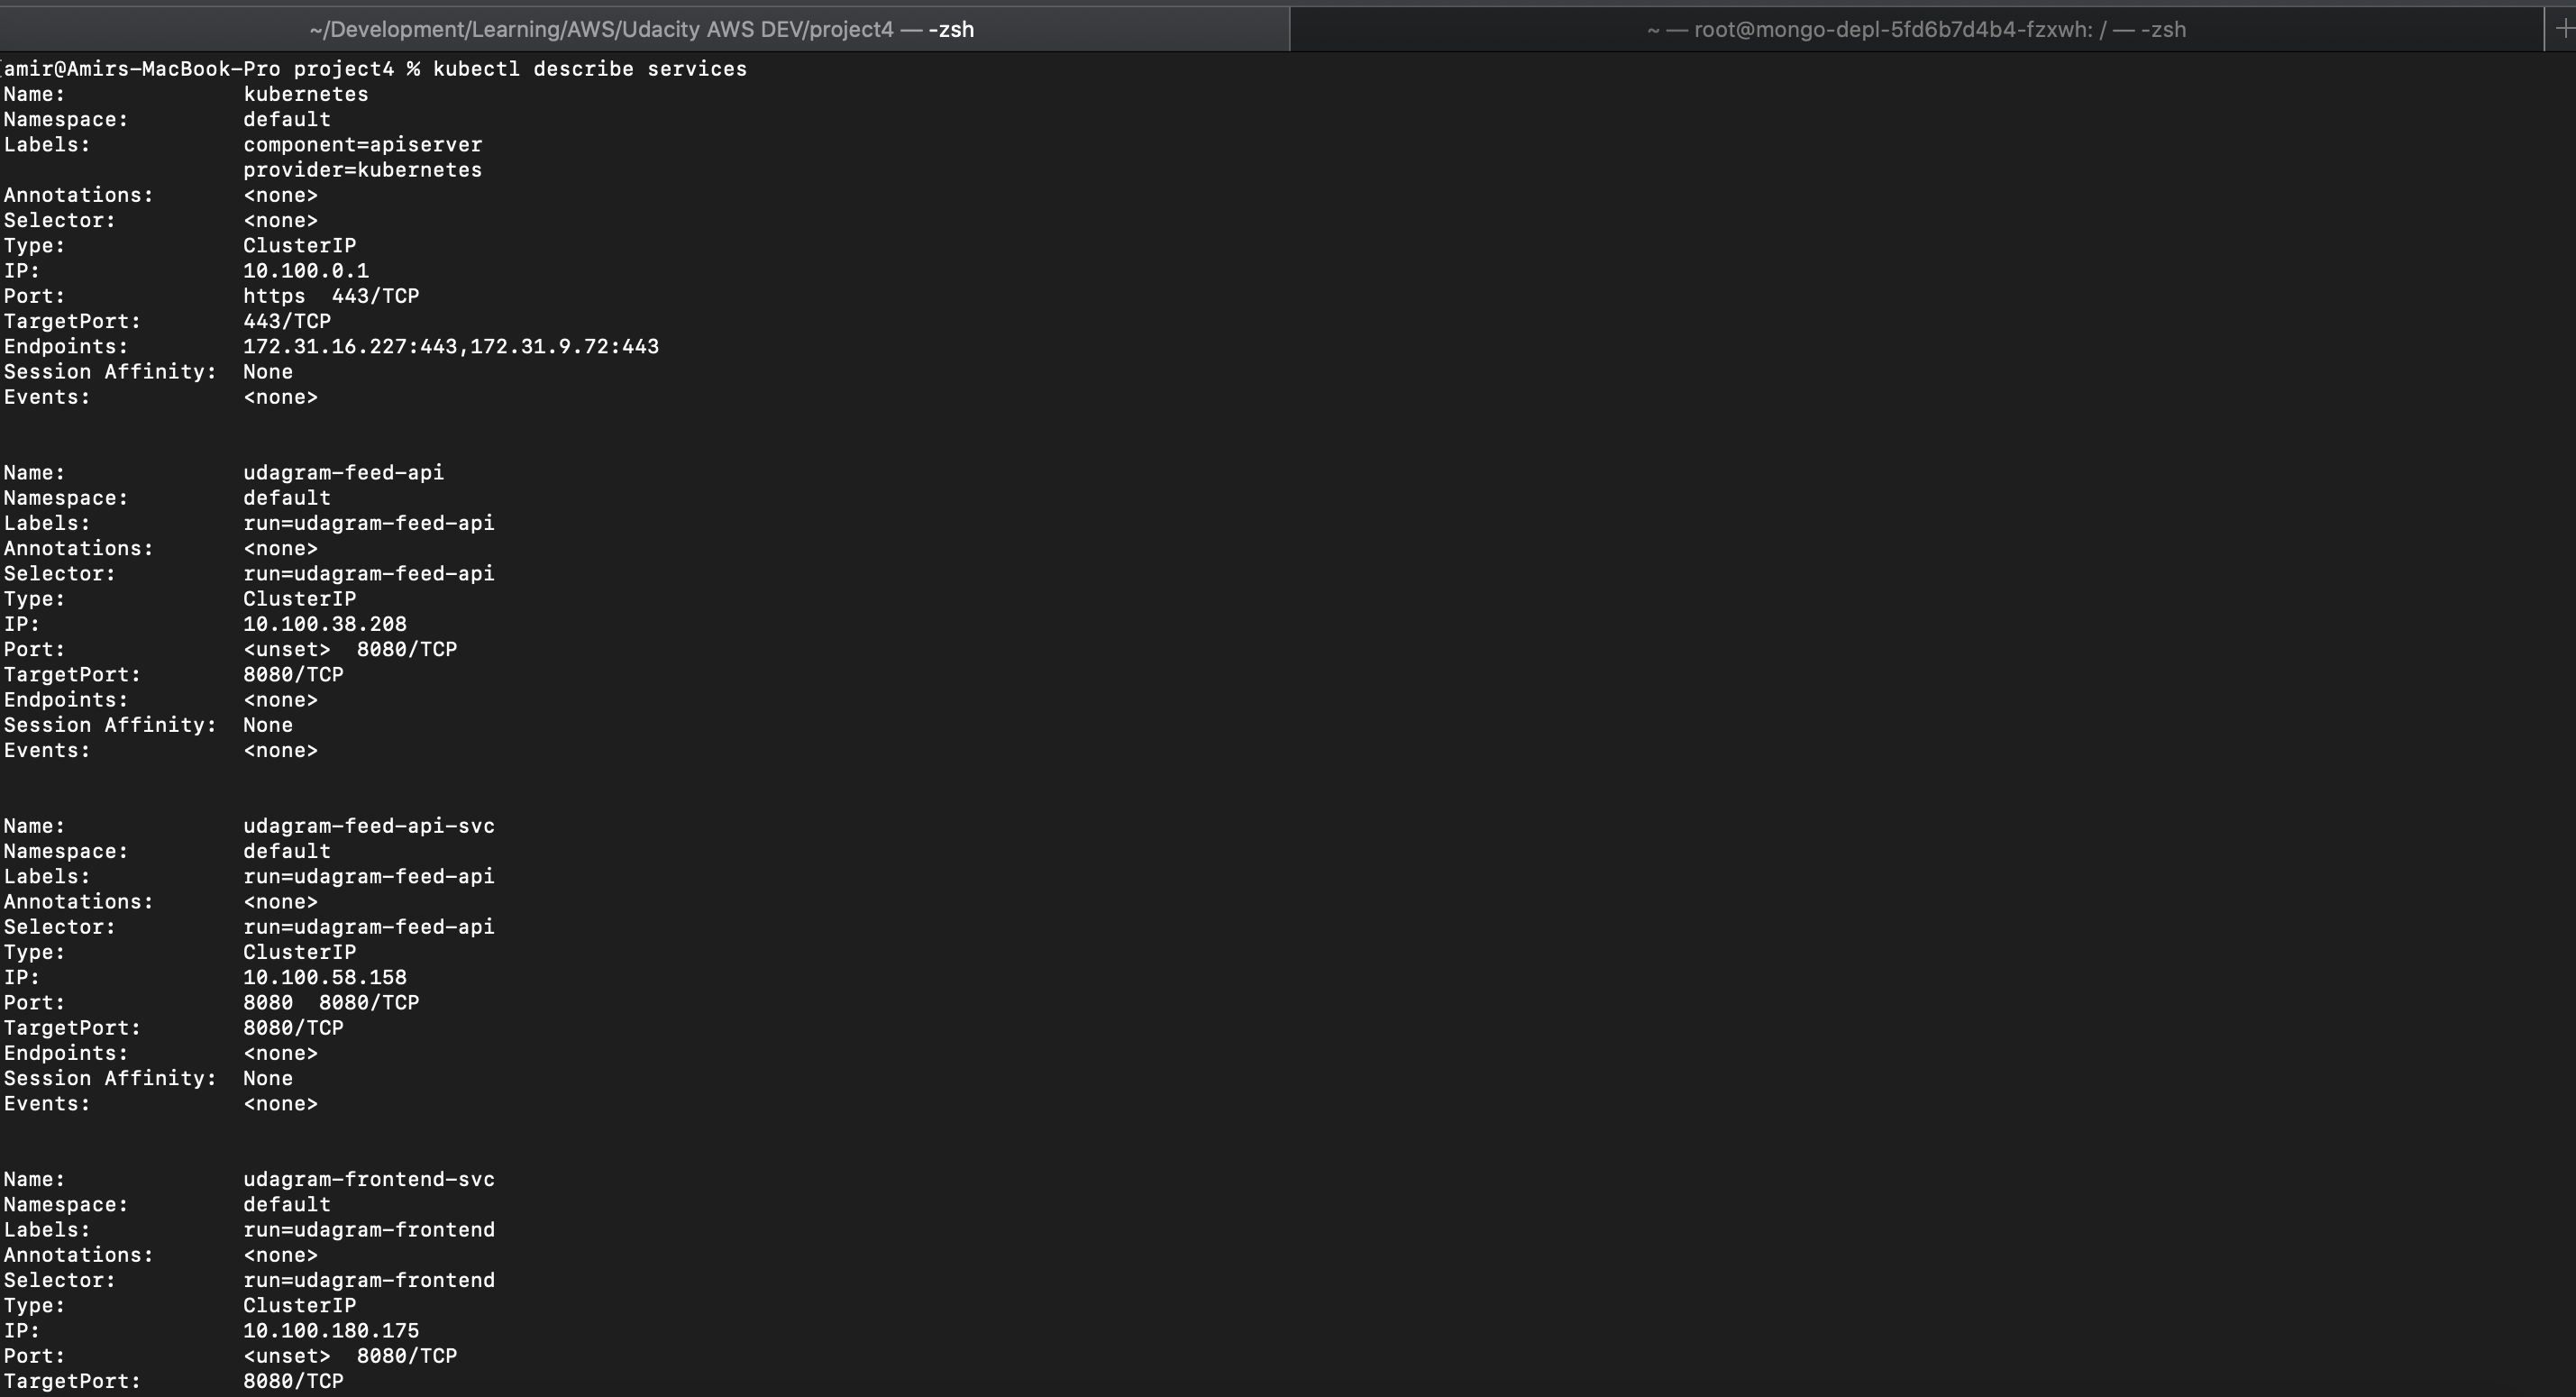 ~/Development/Learning/AWS/Udacity AWS DEV/project4 — -zsh
~ — root@mongo-depl-5fd6b7d4b4-fzxwh: / — -zsh
[amir@Amirs-MacBook-Pro project4 % kubectl describe services
Name:              kubernetes
Namespace:         default
Labels:            component=apiserver
                   provider=kubernetes
Annotations:       <none>
Selector:          <none>
Type:              ClusterIP
IP:                10.100.0.1
Port:              https  443/TCP
TargetPort:        443/TCP
Endpoints:         172.31.16.227:443,172.31.9.72:443
Session Affinity:  None
Events:            <none>
Name:              udagram-feed-api
Namespace:         default
Labels:            run=udagram-feed-api
Annotations:       <none>
Selector:          run=udagram-feed-api
Type:              ClusterIP
IP:                10.100.38.208
Port:              <unset>  8080/TCP
TargetPort:        8080/TCP
Endpoints:         <none>
Session Affinity:  None
Events:            <none>
Name:              udagram-feed-api-svc
Namespace:         default
Labels:            run=udagram-feed-api
Annotations:       <none>
Selector:          run=udagram-feed-api
Type:              ClusterIP
IP:                10.100.58.158
Port:              8080  8080/TCP
TargetPort:        8080/TCP
Endpoints:         <none>
Session Affinity:  None
Events:            <none>
Name:              udagram-frontend-svc
Namespace:         default
Labels:            run=udagram-frontend
Annotations:       <none>
Selector:          run=udagram-frontend
Type:              ClusterIP
IP:                10.100.180.175
Port:              <unset>  8080/TCP
TargetPort:        8080/TCP